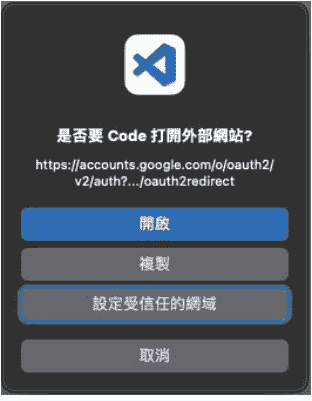 是否要 Code 打開外部網站?
https://accounts.google.com/o/oauth2/
v2/auth?.../oauth2redirect
開啟
複製
設定受信任的網域
取消